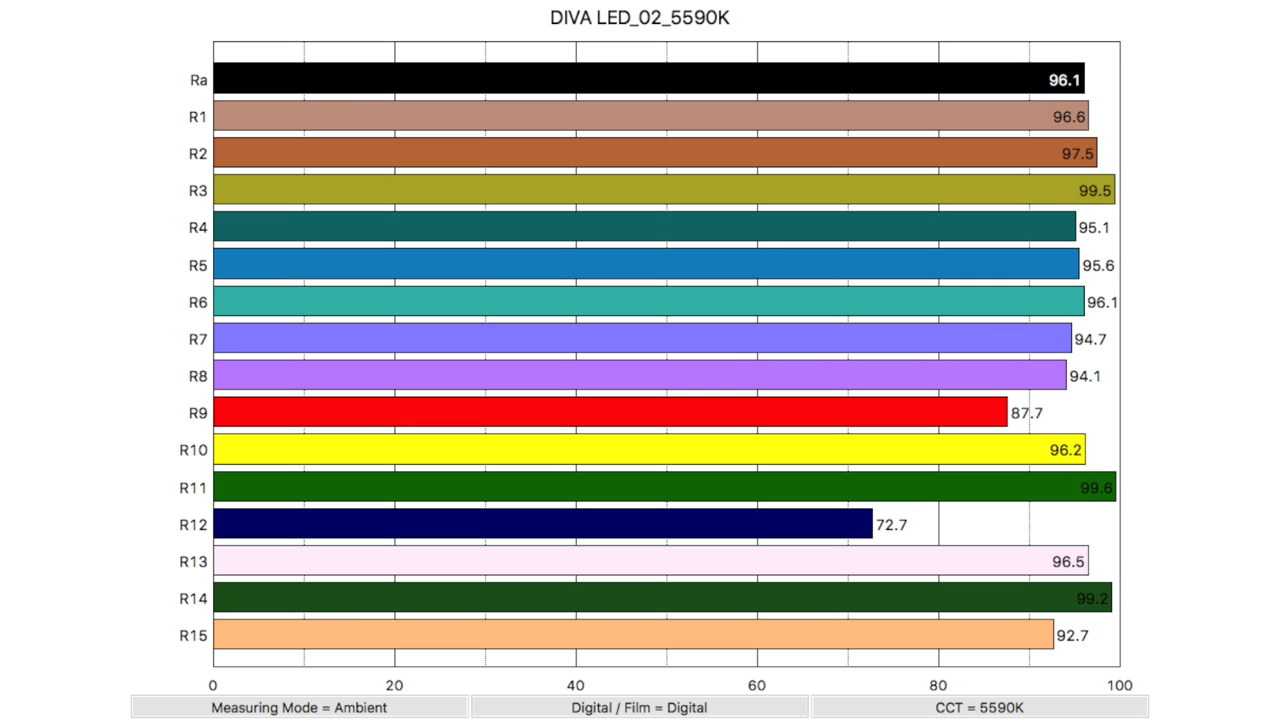 DIVA LED_02_5590K
Ra 96.1
R1 96.6
R2 97.5
R3 99.5
R4 95.1
R5 95.6
R6 96.1
R7 94.7
R8 94.1
R9 87.7
R10 96.2
R11 99.6
R12 72.7
R13 96.5
R14 99.2
R15 92.7
0 20 40 60 80 100
Measuring Mode = Ambient Digital / Film = Digital CCT = 5590K